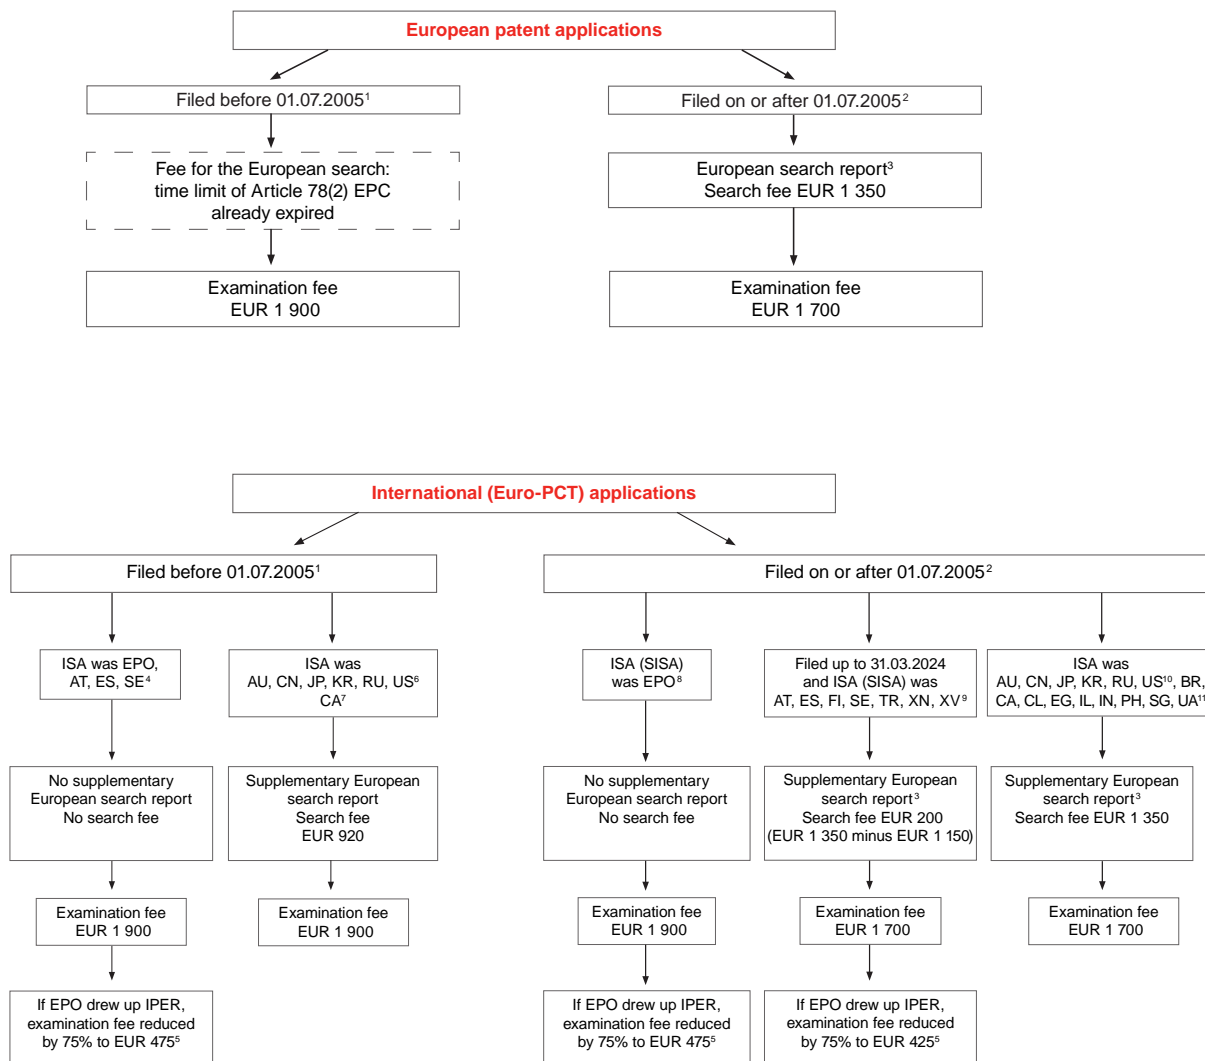 European patent applications
Filed before 01.07.2005¹
Filed on or after 01.07.2005²
Fee for the European search:
time limit of Article 78(2) EPC
already expired
European search report³
Search fee EUR 1 350
Examination fee
EUR 1 900
Examination fee
EUR 1 700
International (Euro-PCT) applications
Filed before 01.07.2005¹
Filed on or after 01.07.2005²
ISA was EPO,
AT, ES, SE⁴
ISA was
AU, CN, JP, KR, RU, US⁶
CA⁷
ISA (SISA)
was EPO⁸
Filed up to 31.03.2024
and ISA (SISA) was
AT, ES, FI, SE, TR, XN, XV⁹
ISA was
AU, CN, JP, KR, RU, US¹⁰, BR,
CA, CL, EG, IL, IN, PH, SG, UA¹¹
No supplementary
European search report
No search fee
Supplementary European
search report
Search fee
EUR 920
No supplementary
European search report
No search fee
Supplementary European
search report³
Search fee EUR 200
(EUR 1 350 minus EUR 1 150)
Supplementary European
search report³
Search fee EUR 1 350
Examination fee
EUR 1 900
Examination fee
EUR 1 900
Examination fee
EUR 1 900
Examination fee
EUR 1 700
Examination fee
EUR 1 700
If EPO drew up IPER,
examination fee reduced
by 75% to EUR 475⁵
If EPO drew up IPER,
examination fee reduced
by 75% to EUR 475⁵
If EPO drew up IPER,
examination fee reduced
by 75% to EUR 425⁵